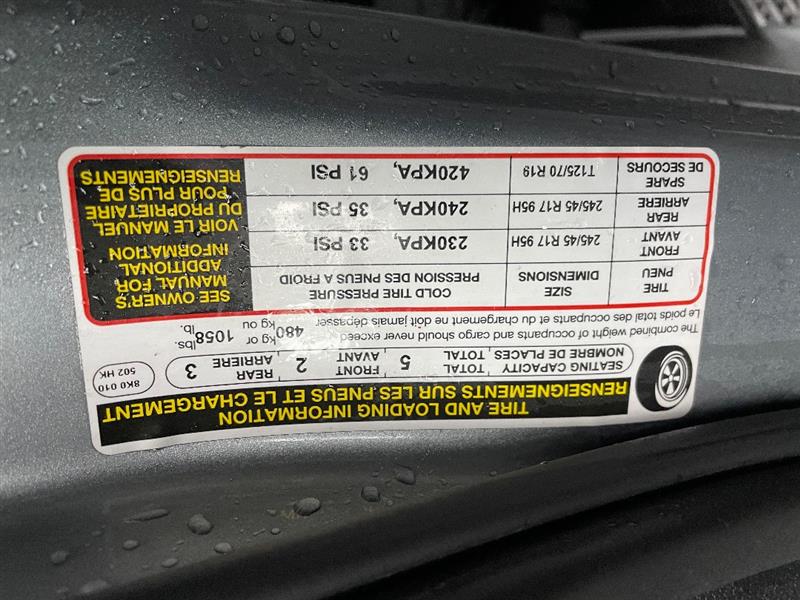 TIRE AND LOADING INFORMATION
RENSEIGNEMENTS SUR LES PNEUS ET LE CHARGEMENT
SEATING CAPACITY TOTAL 5 FRONT 2 REAR 3
NOMBRE DE PLACES TOTAL AVANT ARRIERE
8K0 010
502 HK
The combined weight of occupants and cargo should never exceed 480 kg or 1058 lbs.
Le poids total des occupants et du chargement ne doit jamais dépasser kg ou lb.
TIRE SIZE COLD TIRE PRESSURE
PNEU DIMENSIONS PRESSION DES PNEUS A FROID
FRONT
AVANT 245/45 R17 95H 230KPA, 33 PSI
REAR
ARRIERE 245/45 R17 95H 240KPA, 35 PSI
SPARE
DE SECOURS T125/70 R19 420KPA, 61 PSI
SEE OWNER'S
MANUAL FOR
ADDITIONAL
INFORMATION
VOIR LE MANUEL
DU PROPRIETAIRE
POUR PLUS DE
RENSEIGNEMENTS